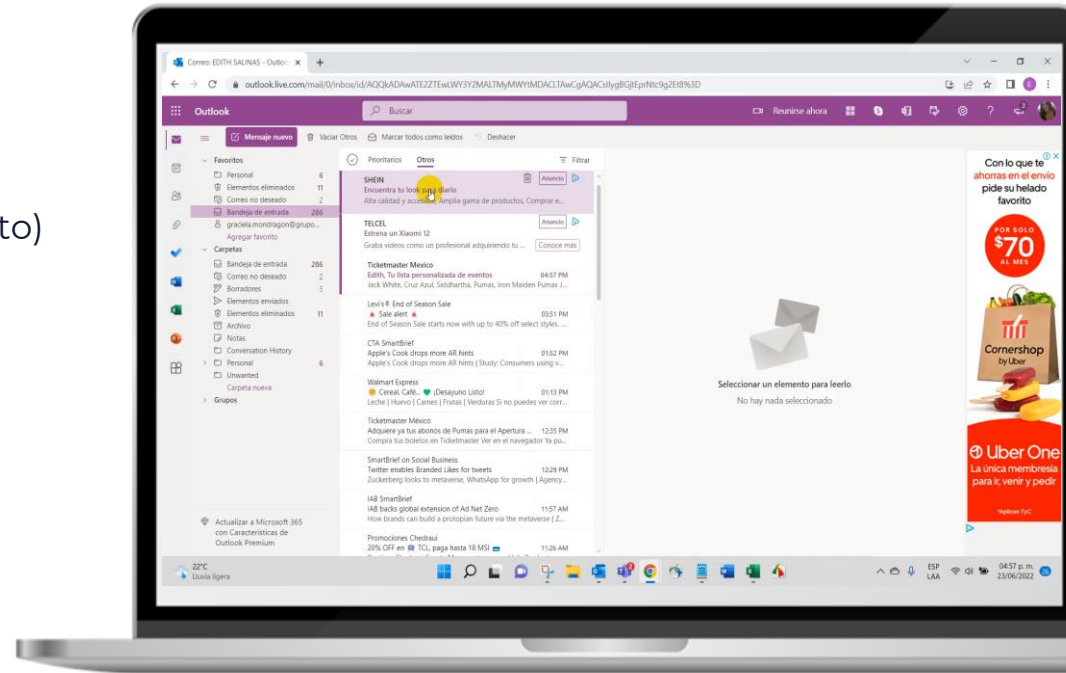 to)
Correo: EDITH SALINAS - Outloo
outlook.live.com/mail/0/inbox/id/
Outlook
Buscar
Reunirse ahora
Mensaje nuevo
Vaciar Otros
Marcar todos como leídos
Deshacer
Favoritos
Personal 6
Elementos eliminados 11
Correo no deseado 2
Bandeja de entrada 286
graciela.mondragon@grupo...
Agregar favorito
Carpetas
Bandeja de entrada 286
Correo no deseado 2
Borradores 5
Elementos enviados
Elementos eliminados 11
Archivo
Notas
Conversation History
Personal 6
Unwanted
Carpeta nueva
Grupos
Actualizar a Microsoft 365
con Características de
Outlook Premium
Prioritarios Otros Filtrar
SHEIN Anuncio
Encuentra tu look para diario
Alta calidad y accesible, Amplia gama de productos, Comprar e...
TELCEL Anuncio
Estrena un Xiaomi 12
Graba videos como un profesional adquiriendo tu ... Conoce más
Ticketmaster Mexico
Edith, Tu lista personalizada de eventos 04:57 PM
Jack White, Cruz Azul, Siddhartha, Pumas, Iron Maiden Pumas J...
Levi's® End of Season Sale
Sale alert 03:51 PM
End of Season Sale starts now with up to 40% off select styles. ...
CTA SmartBrief
Apple's Cook drops more AR hints 01:52 PM
Apple's Cook drops more AR hints | Study: Consumers using v...
Walmart Express
Cereal, Café... ¡Desayuno Listo! 01:13 PM
Leche | Huevo | Carnes | Frutas | Verduras Si no puedes ver corr...
Ticketmaster México
Adquiere ya tus abonos de Pumas para el Apertura ... 12:35 PM
Compra tus boletos en Ticketmaster Ver en el navegador Ya pu...
SmartBrief on Social Business
Twitter enables Branded Likes for tweets 12:29 PM
Zuckerberg looks to metaverse, WhatsApp for growth | Agency...
IAB SmartBrief
IAB backs global extension of Ad Net Zero 11:57 AM
How brands can build a protopian future via the metaverse | Z...
Promociones Chedraui
20% OFF en TCL, paga hasta 18 MSI 11:26 AM
Seleccionar un elemento para leerlo
No hay nada seleccionado
Con lo que te
ahorras en el envío
pide su helado
favorito
POR SOLO
$70
AL MES
Cornershop
by Uber
Uber One
La única membresía
para ir, venir y pedir
*Aplican TyC
22°C
Lluvia ligera
ESP
LAA
04:57 p. m.
23/06/2022
26